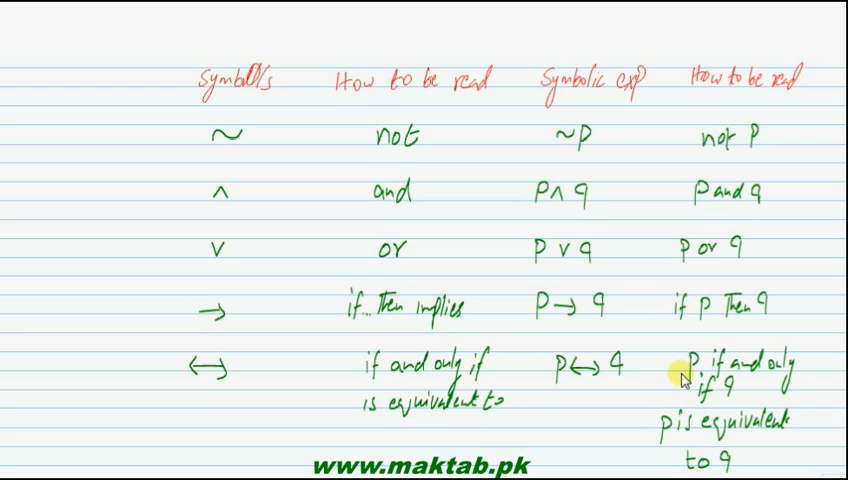 Symbol/s How to be read Symbolic exp How to be read
~ not ~p not p
∧ and p ∧ q p and q
∨ or p ∨ q p or q
→ if... Then implies p → q if p Then q
↔ if and only if p ↔ q p if and only
is equivalent to if q
p is equivalent
to q
www.maktab.pk